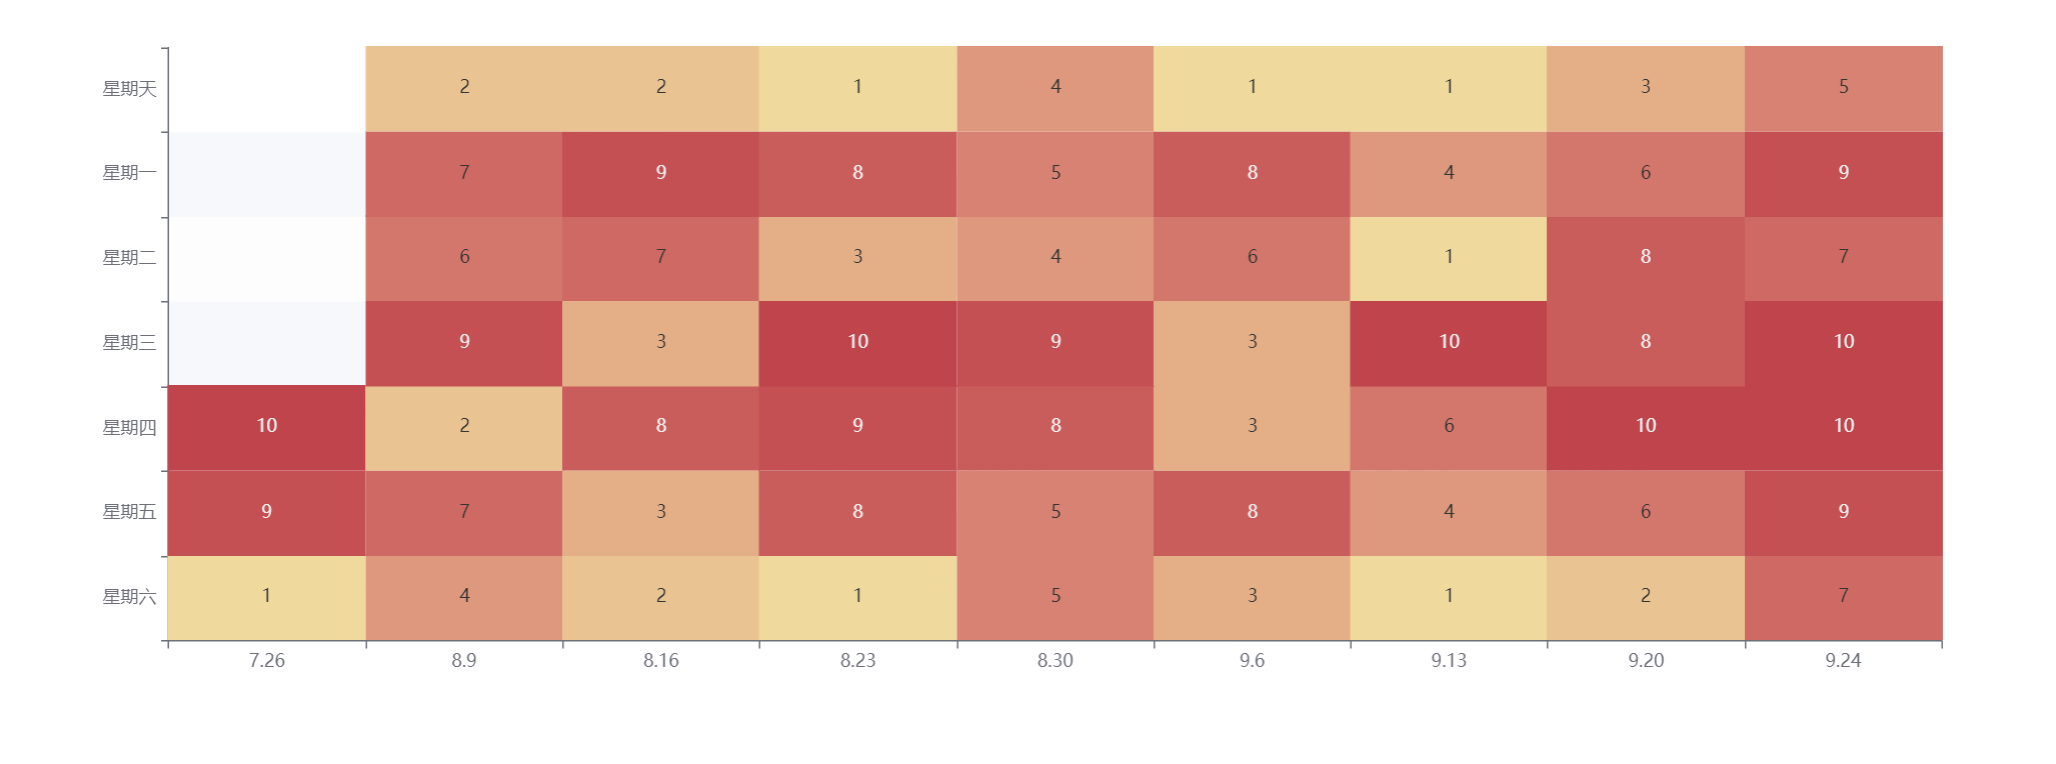 星期天 2 2 1 4 1 1 3 5
星期一 7 9 8 5 8 4 6 9
星期二 6 7 3 4 6 1 8 7
星期三 9 3 10 9 3 10 8 10
星期四 10 2 8 9 8 3 6 10 10
星期五 9 7 3 8 5 8 4 6 9
星期六 1 4 2 1 5 3 1 2 7
7.26 8.9 8.16 8.23 8.30 9.6 9.13 9.20 9.24